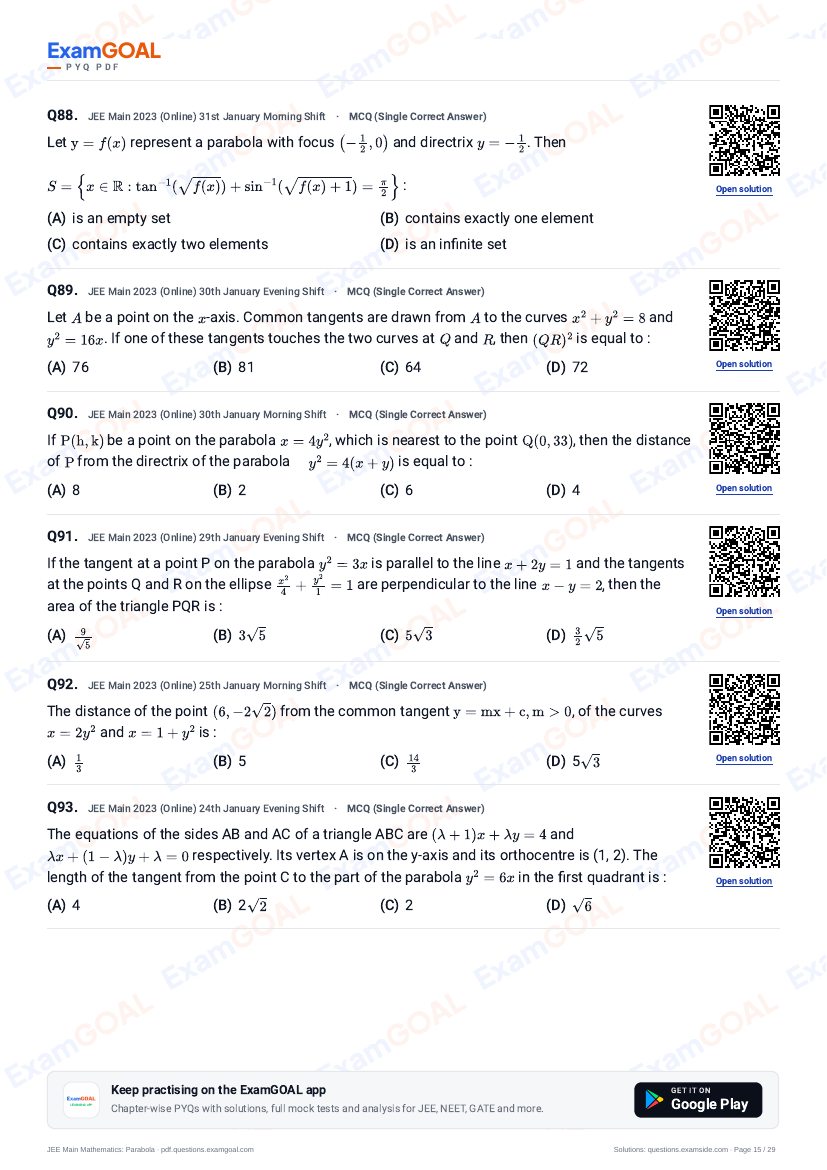 ExamGOAL
PYQ PDF
Q88. JEE Main 2023 (Online) 31st January Morning Shift · MCQ (Single Correct Answer)
Let y = f(x) represent a parabola with focus (−1/2, 0) and directrix y = −1/2. Then
S = {x ∈ ℝ : tan⁻¹(√f(x)) + sin⁻¹(√(f(x) + 1)) = π/2} :
(A) is an empty set (B) contains exactly one element
(C) contains exactly two elements (D) is an infinite set
Open solution
Q89. JEE Main 2023 (Online) 30th January Evening Shift · MCQ (Single Correct Answer)
Let A be a point on the x-axis. Common tangents are drawn from A to the curves x² + y² = 8 and
y² = 16x. If one of these tangents touches the two curves at Q and R, then (QR)² is equal to :
(A) 76 (B) 81 (C) 64 (D) 72
Open solution
Q90. JEE Main 2023 (Online) 30th January Morning Shift · MCQ (Single Correct Answer)
If P(h, k) be a point on the parabola x = 4y², which is nearest to the point Q(0, 33), then the distance
of P from the directrix of the parabola y² = 4(x + y) is equal to :
(A) 8 (B) 2 (C) 6 (D) 4
Open solution
Q91. JEE Main 2023 (Online) 29th January Evening Shift · MCQ (Single Correct Answer)
If the tangent at a point P on the parabola y² = 3x is parallel to the line x + 2y = 1 and the tangents
at the points Q and R on the ellipse x²/4 + y²/1 = 1 are perpendicular to the line x − y = 2, then the
area of the triangle PQR is :
(A) 9/√5 (B) 3√5 (C) 5√3 (D) 3/2 √5
Open solution
Q92. JEE Main 2023 (Online) 25th January Morning Shift · MCQ (Single Correct Answer)
The distance of the point (6, −2√2) from the common tangent y = mx + c, m > 0, of the curves
x = 2y² and x = 1 + y² is :
(A) 1/3 (B) 5 (C) 14/3 (D) 5√3
Open solution
Q93. JEE Main 2023 (Online) 24th January Evening Shift · MCQ (Single Correct Answer)
The equations of the sides AB and AC of a triangle ABC are (λ + 1)x + λy = 4 and
λx + (1 − λ)y + λ = 0 respectively. Its vertex A is on the y-axis and its orthocentre is (1, 2). The
length of the tangent from the point C to the part of the parabola y² = 6x in the first quadrant is :
(A) 4 (B) 2√2 (C) 2 (D) √6
Open solution
ExamGOAL
Keep practising on the ExamGOAL app
Chapter-wise PYQs with solutions, full mock tests and analysis for JEE, NEET, GATE and more.
GET IT ON
Google Play
JEE Main Mathematics: Parabola · pdf.questions.examgoal.com
Solutions: questions.examside.com · Page 15 / 29